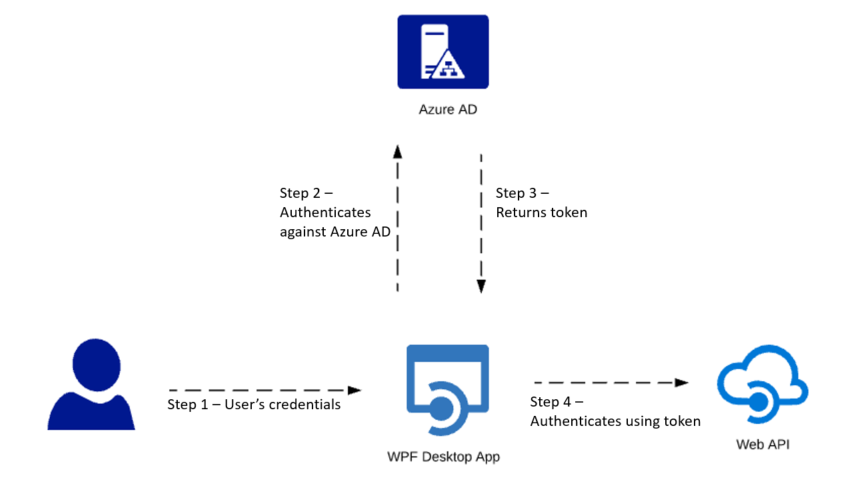 Azure AD
Step 2 –
Authenticates
against Azure AD
Step 3 –
Returns token
Step 1 – User’s credentials
Step 4 –
Authenticates using token
WPF Desktop App
Web API